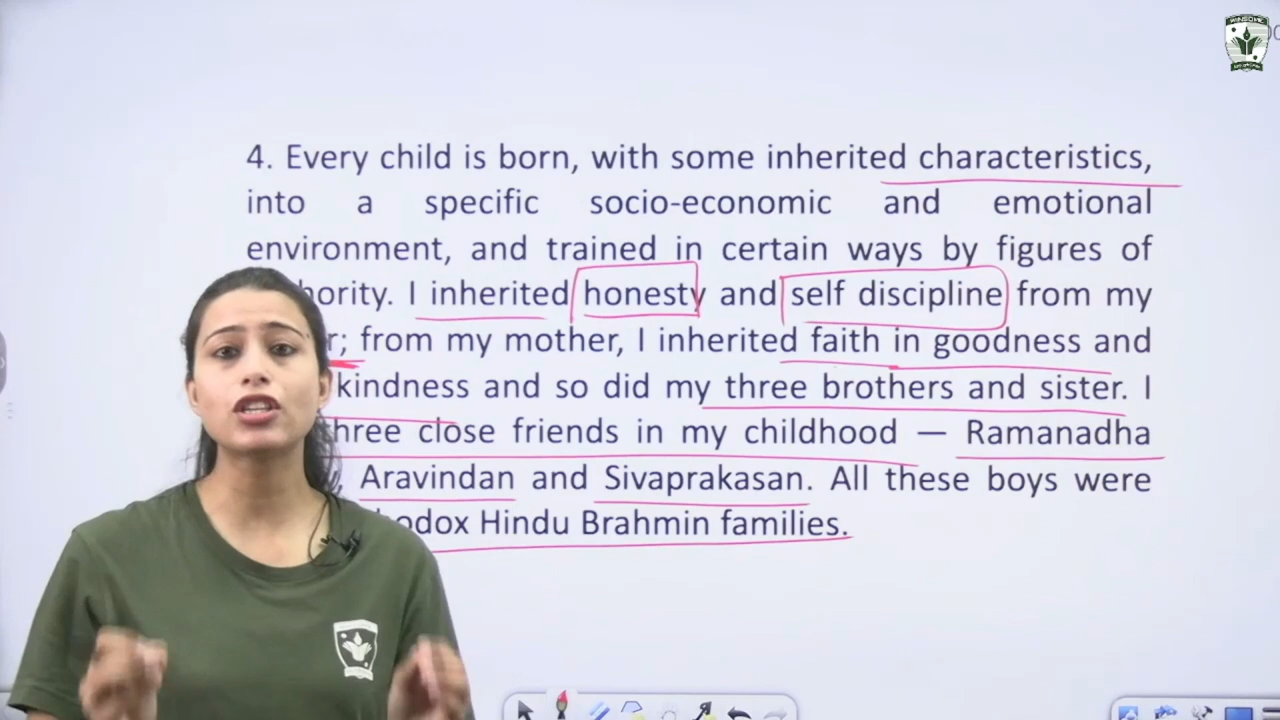 4. Every child is born, with some inherited characteristics,
into a specific socio-economic and emotional
environment, and trained in certain ways by figures of
hority. I inherited honesty and self discipline from my
r; from my mother, I inherited faith in goodness and
kindness and so did my three brothers and sister. I
hree close friends in my childhood — Ramanadha
Aravindan and Sivaprakasan. All these boys were
hodox Hindu Brahmin families.